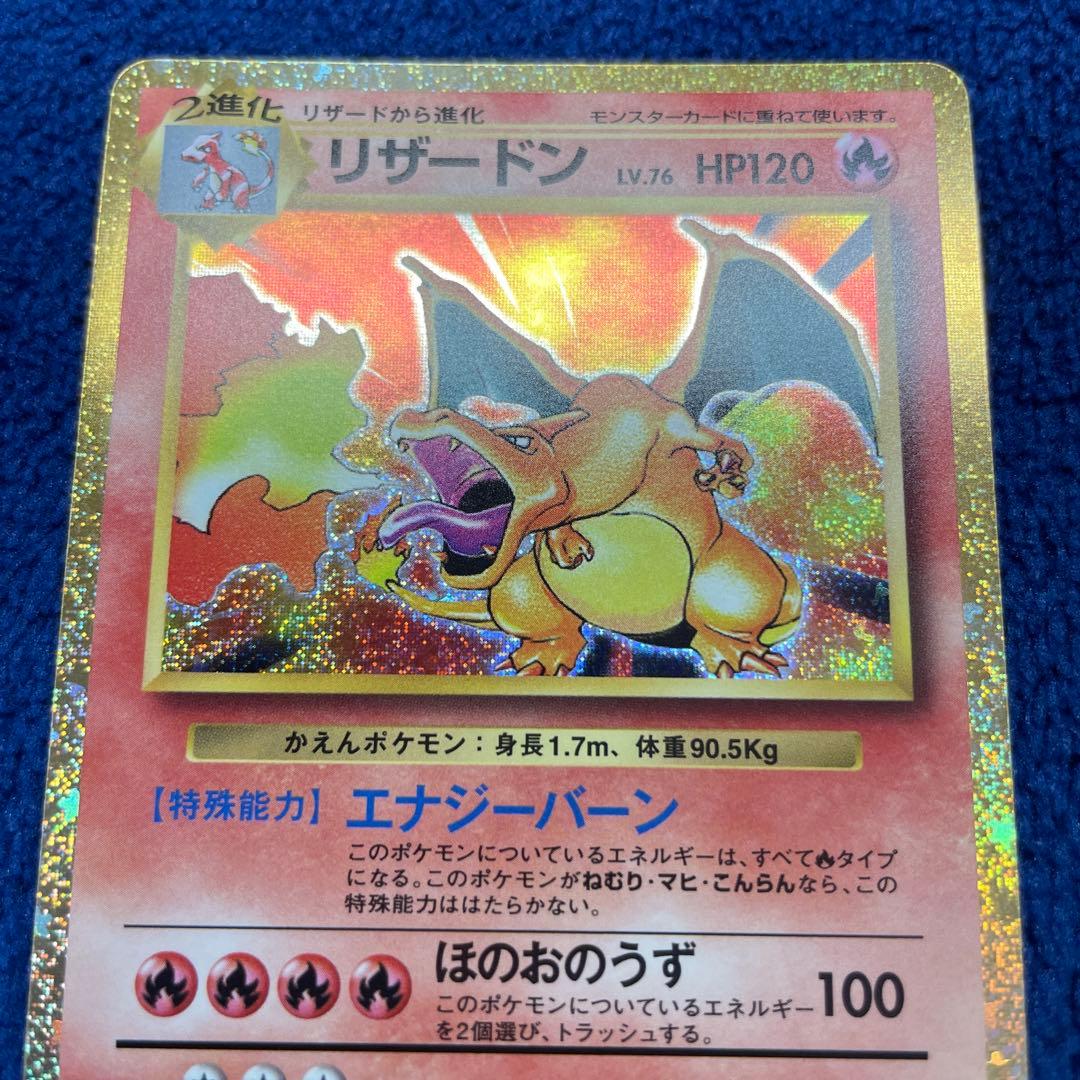 2進化 リザードから進化 モンスターカードに重ねて使います。
リザードン LV.76 HP120
かえんポケモン：身長1.7m、体重90.5Kg
【特殊能力】エナジーバーン
このポケモンについているエネルギーは、すべてタイプ
になる。このポケモンがねむり・マヒ・こんらんなら、この
特殊能力ははたらかない。
ほのおのうず 100
このポケモンについているエネルギー
を2個選び、トラッシュする。